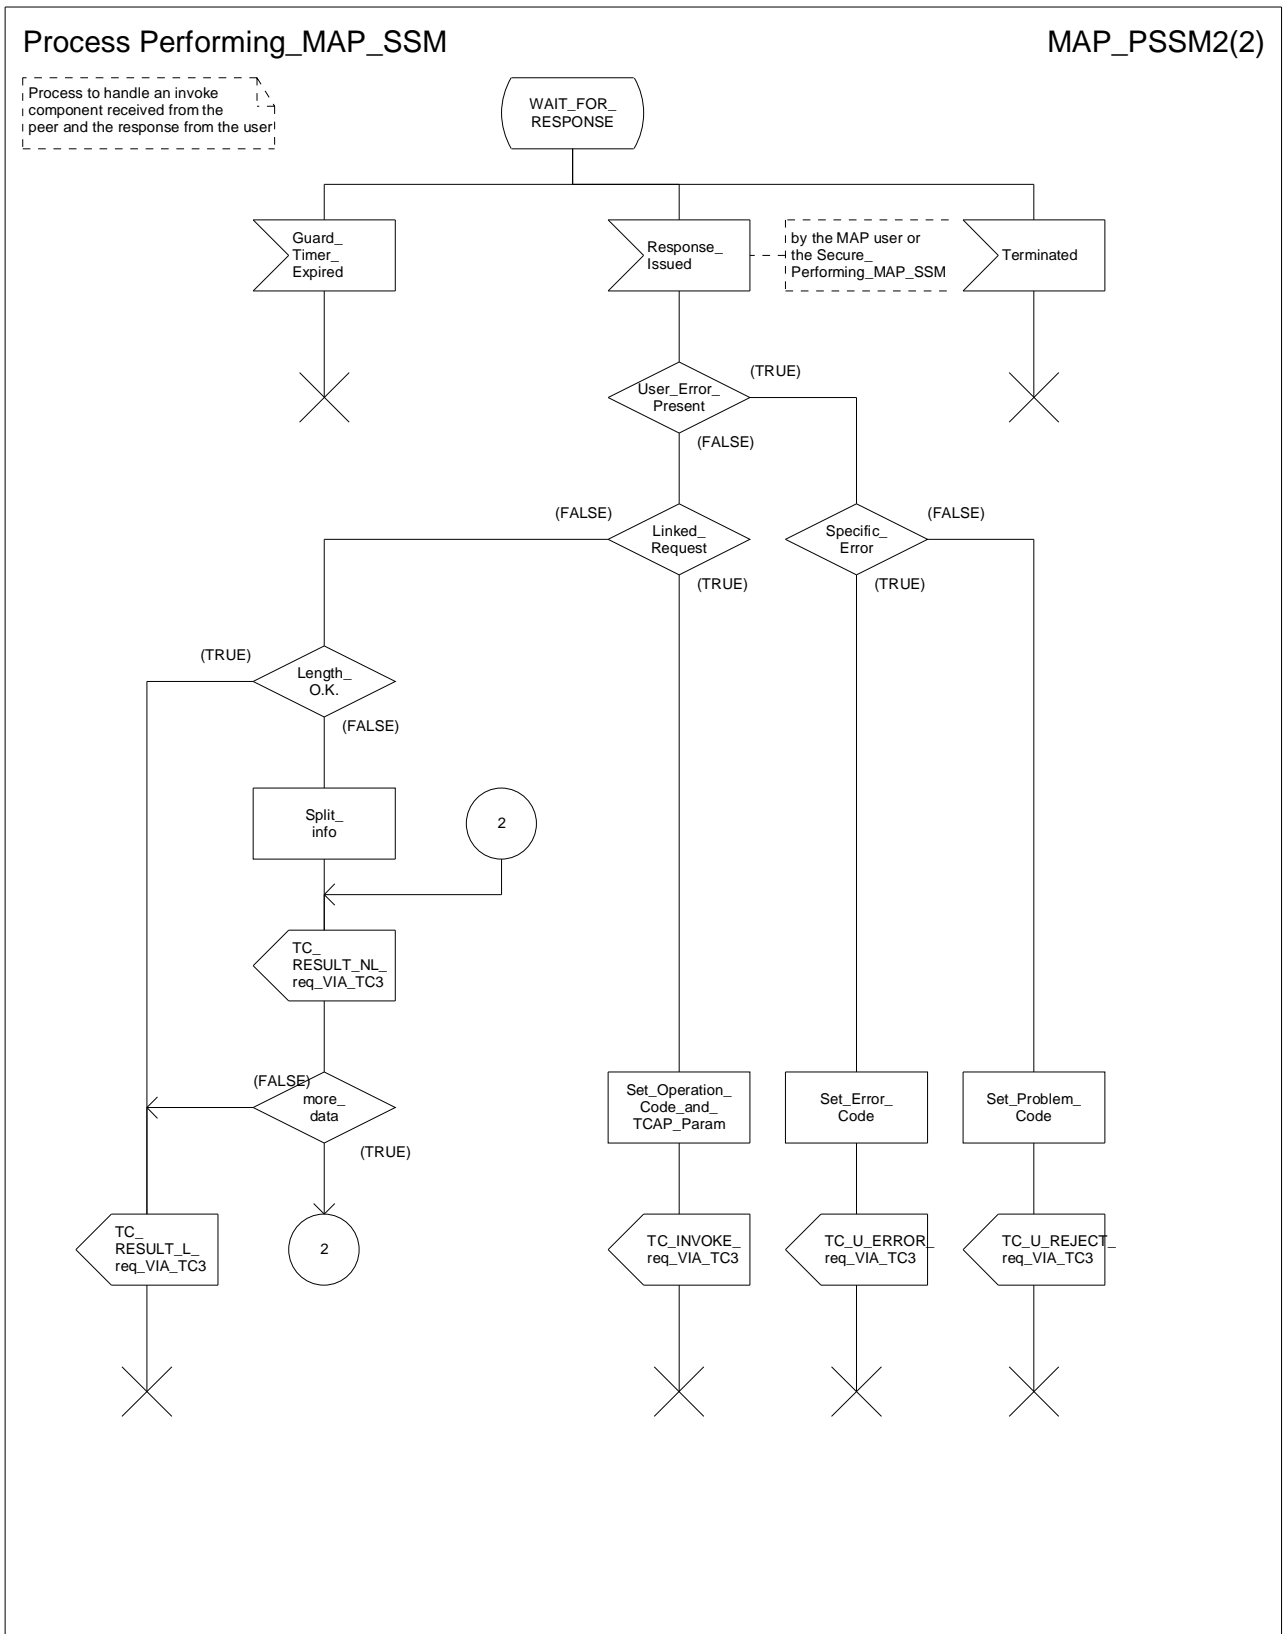 Process Performing_MAP_SSM
MAP_PSSM2(2)
Process to handle an invoke
component received from the
peer and the response from the user
WAIT_FOR_
RESPONSE
Guard_
Timer_
Expired
Response_
Issued
by the MAP user or
the Secure_
Performing_MAP_SSM
Terminated
User_Error_
Present
(TRUE)
(FALSE)
(FALSE)
Linked_
Request
(TRUE)
Specific_
Error
(FALSE)
(TRUE)
(TRUE)
Length_
O.K.
(FALSE)
Split_
info
2
TC_
RESULT_NL_
req_VIA_TC3
(FALSE)
more_
data
(TRUE)
Set_Operation_
Code_and_
TCAP_Param
Set_Error_
Code
Set_Problem_
Code
TC_
RESULT_L_
req_VIA_TC3
2
TC_INVOKE_
req_VIA_TC3
TC_U_ERROR_
req_VIA_TC3
TC_U_REJECT_
req_VIA_TC3